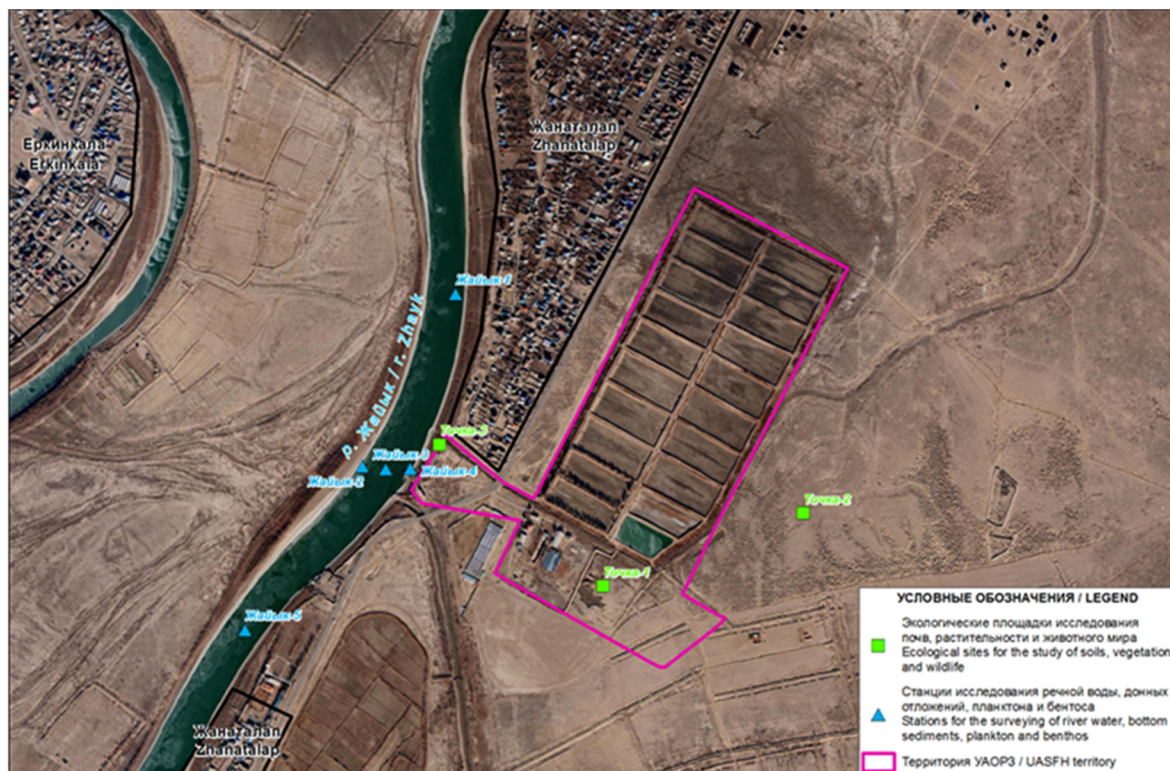 Еркинкала
Erkinkala
Жанаталап
Zhanatalap
Жайык-1
р. Жайык / r. Zhayk
Точка-3
Жайык-3
Жайык-2
Жайык-4
Точка-2
Точка-1
Жайык-5
Жанаталап
Zhanatalap
УСЛОВНЫЕ ОБОЗНАЧЕНИЯ / LEGEND
Экологические площадки исследования
почв, растительности и животного мира
Ecological sites for the study of soils, vegetation
and wildlife
Станции исследования речной воды, донных
отложений, планктона и бентоса
Stations for the surveying of river water, bottom
sediments, plankton and benthos
Территория УАОРЗ / UASFH territory